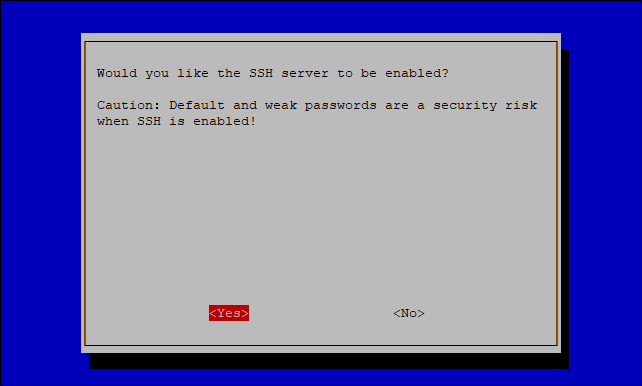 Would you like the SSH server to be enabled?
Caution: Default and weak passwords are a security risk
when SSH is enabled!
<Yes> <No>